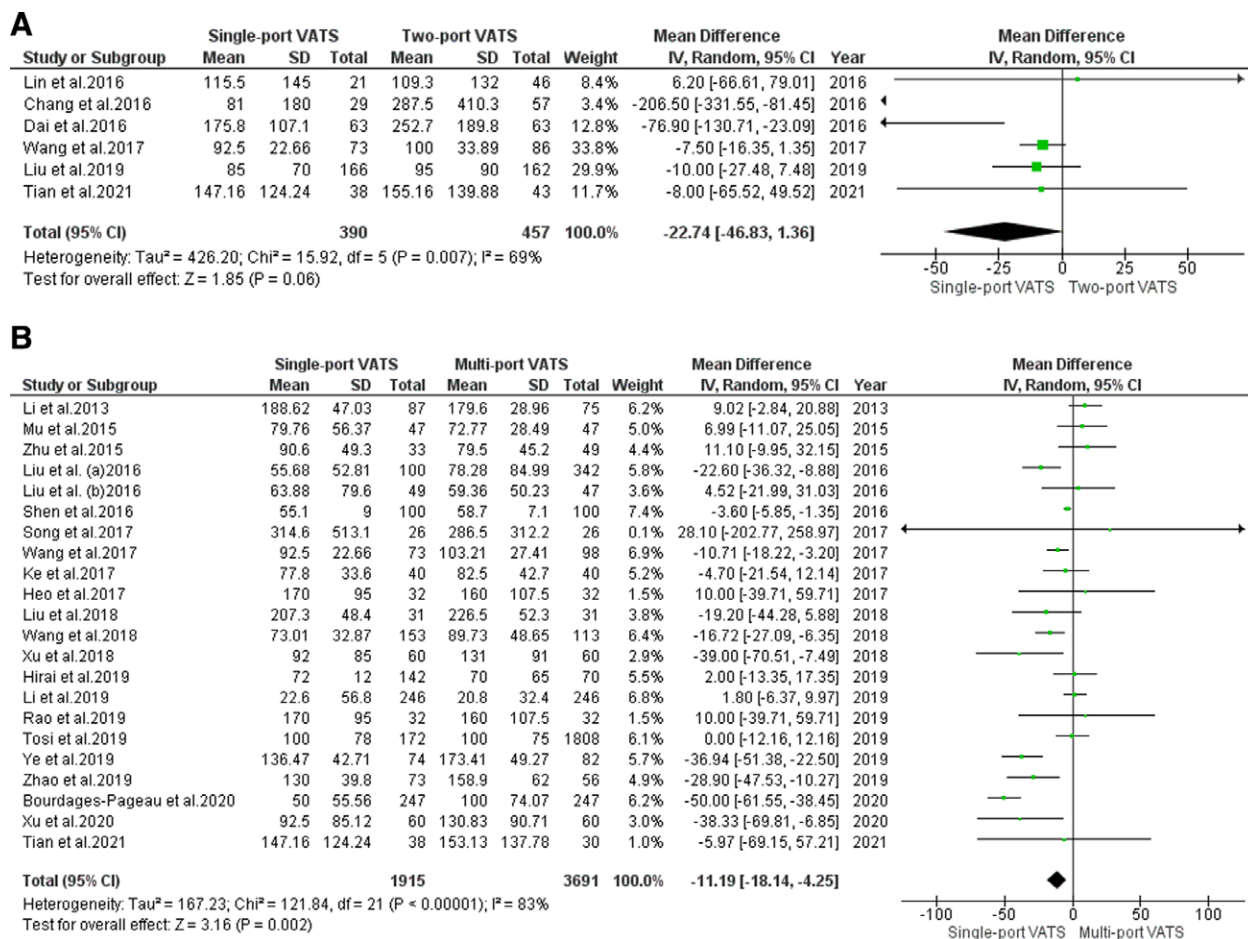 A
Single-port VATS Two-port VATS Mean Difference Mean Difference
Study or Subgroup Mean SD Total Mean SD Total Weight IV, Random, 95% CI Year IV, Random, 95% CI
Lin et al.2016 115.5 145 21 109.3 132 46 8.4% 6.20 [-66.61, 79.01] 2016
Chang et al.2016 81 180 29 287.5 410.3 57 3.4% -206.50 [-331.55, -81.45] 2016
Dai et al.2016 175.8 107.1 63 252.7 189.8 63 12.8% -76.90 [-130.71, -23.09] 2016
Wang et al.2017 92.5 22.66 73 100 33.89 86 33.8% -7.50 [-16.35, 1.35] 2017
Liu et al.2019 85 70 166 95 90 162 29.9% -10.00 [-27.48, 7.48] 2019
Tian et al.2021 147.16 124.24 38 155.16 139.88 43 11.7% -8.00 [-65.52, 49.52] 2021
Total (95% CI) 390 457 100.0% -22.74 [-46.83, 1.36]
Heterogeneity: Tau² = 426.20; Chi² = 15.92, df = 5 (P = 0.007); I² = 69%
Test for overall effect: Z = 1.85 (P = 0.06)
-50 -25 0 25 50
Single-port VATS Two-port VATS
B
Single-port VATS Multi-port VATS Mean Difference Mean Difference
Study or Subgroup Mean SD Total Mean SD Total Weight IV, Random, 95% CI Year IV, Random, 95% CI
Li et al.2013 188.62 47.03 87 179.6 28.96 75 6.2% 9.02 [-2.84, 20.88] 2013
Mu et al.2015 79.76 56.37 47 72.77 28.49 47 5.0% 6.99 [-11.07, 25.05] 2015
Zhu et al.2015 90.6 49.3 33 79.5 45.2 49 4.4% 11.10 [-9.95, 32.15] 2015
Liu et al. (a)2016 55.68 52.81 100 78.28 84.99 342 5.8% -22.60 [-36.32, -8.88] 2016
Liu et al. (b)2016 63.88 79.6 49 59.36 50.23 47 3.6% 4.52 [-21.99, 31.03] 2016
Shen et al.2016 55.1 9 100 58.7 7.1 100 7.4% -3.60 [-5.85, -1.35] 2016
Song et al.2017 314.6 513.1 26 286.5 312.2 26 0.1% 28.10 [-202.77, 258.97] 2017
Wang et al.2017 92.5 22.66 73 103.21 27.41 98 6.9% -10.71 [-18.22, -3.20] 2017
Ke et al.2017 77.8 33.6 40 82.5 42.7 40 5.2% -4.70 [-21.54, 12.14] 2017
Heo et al.2017 170 95 32 160 107.5 32 1.5% 10.00 [-39.71, 59.71] 2017
Liu et al.2018 207.3 48.4 31 226.5 52.3 31 3.8% -19.20 [-44.28, 5.88] 2018
Wang et al.2018 73.01 32.87 153 89.73 48.65 113 6.4% -16.72 [-27.09, -6.35] 2018
Xu et al.2018 92 85 60 131 91 60 2.9% -39.00 [-70.51, -7.49] 2018
Hirai et al.2019 72 12 142 70 65 70 5.5% 2.00 [-13.35, 17.35] 2019
Li et al.2019 22.6 56.8 246 20.8 32.4 246 6.8% 1.80 [-6.37, 9.97] 2019
Rao et al.2019 170 95 32 160 107.5 32 1.5% 10.00 [-39.71, 59.71] 2019
Tosi et al.2019 100 78 172 100 75 1808 6.1% 0.00 [-12.16, 12.16] 2019
Ye et al.2019 136.47 42.71 74 173.41 49.27 82 5.7% -36.94 [-51.38, -22.50] 2019
Zhao et al.2019 130 39.8 73 158.9 62 56 4.9% -28.90 [-47.53, -10.27] 2019
Bourdages-Pageau et al.2020 50 55.56 247 100 74.07 247 6.2% -50.00 [-61.55, -38.45] 2020
Xu et al.2020 92.5 85.12 60 130.83 90.71 60 3.0% -38.33 [-69.81, -6.85] 2020
Tian et al.2021 147.16 124.24 38 153.13 137.78 30 1.0% -5.97 [-69.15, 57.21] 2021
Total (95% CI) 1915 3691 100.0% -11.19 [-18.14, -4.25]
Heterogeneity: Tau² = 167.23; Chi² = 121.84, df = 21 (P < 0.00001); I² = 83%
Test for overall effect: Z = 3.16 (P = 0.002)
-100 -50 0 50 100
Single-port VATS Multi-port VATS